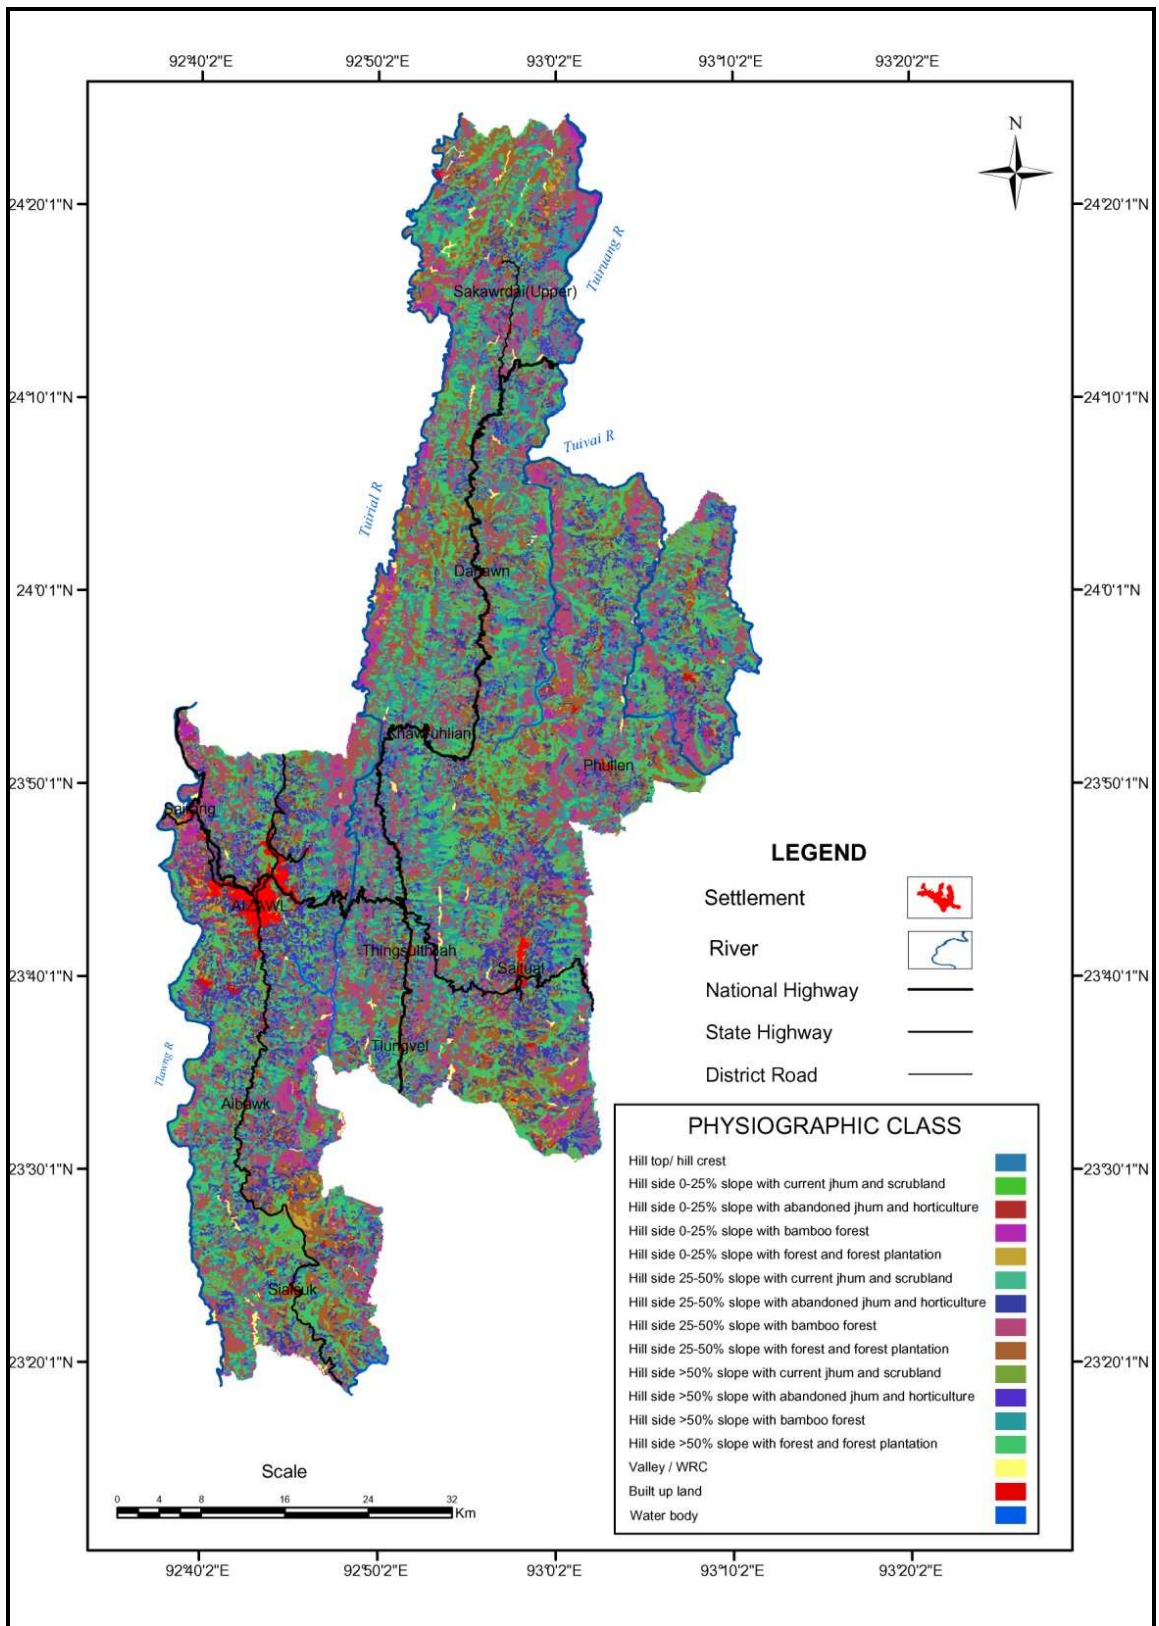 92°40'2"E 92°50'2"E 93°0'2"E 93°10'2"E 93°20'2"E
N
24°20'1"N 24°20'1"N
Tuiruang R
Sakawrdai(Upper)
24°10'1"N 24°10'1"N
Tuivai R
Tuirial R
Darlawn
24°0'1"N 24°0'1"N
Khawruhlian
Phullen
23°50'1"N 23°50'1"N
Sairang
LEGEND
Settlement
AIZAWL
River
Thingsulthliah
Saitual
23°40'1"N 23°40'1"N
National Highway
State Highway
Tlungvel
Tlawng R
District Road
Aibawk
PHYSIOGRAPHIC CLASS
Hill top/ hill crest
23°30'1"N 23°30'1"N
Hill side 0-25% slope with current jhum and scrubland
Hill side 0-25% slope with abandoned jhum and horticulture
Hill side 0-25% slope with bamboo forest
Hill side 0-25% slope with forest and forest plantation
Hill side 25-50% slope with current jhum and scrubland
Sialsuk
Hill side 25-50% slope with abandoned jhum and horticulture
Hill side 25-50% slope with bamboo forest
Hill side 25-50% slope with forest and forest plantation
23°20'1"N 23°20'1"N
Hill side >50% slope with current jhum and scrubland
Hill side >50% slope with abandoned jhum and horticulture
Hill side >50% slope with bamboo forest
Hill side >50% slope with forest and forest plantation
Valley / WRC
Built up land
Water body
Scale
0 4 8 16 24 32
Km
92°40'2"E 92°50'2"E 93°0'2"E 93°10'2"E 93°20'2"E